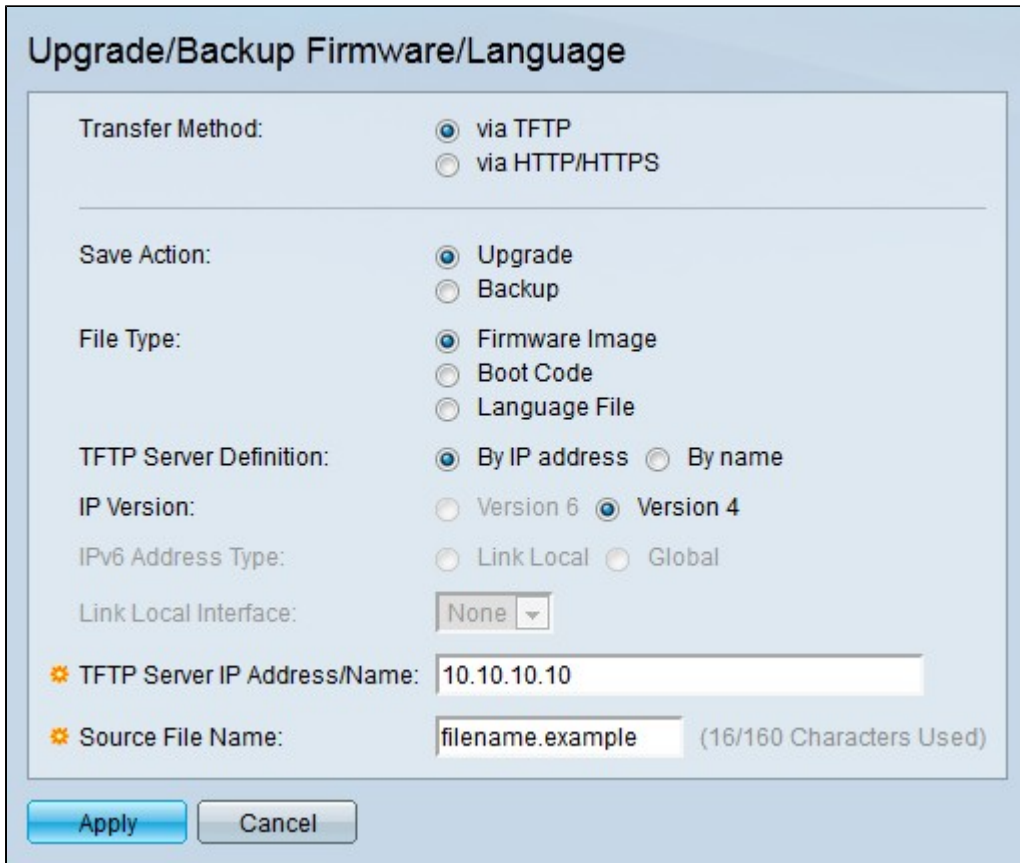 Upgrade/Backup Firmware/Language
Transfer Method: via TFTP
via HTTP/HTTPS
Save Action: Upgrade
Backup
File Type: Firmware Image
Boot Code
Language File
TFTP Server Definition: By IP address By name
IP Version: Version 6 Version 4
IPv6 Address Type: Link Local Global
Link Local Interface: None
TFTP Server IP Address/Name: 10.10.10.10
Source File Name: filename.example (16/160 Characters Used)
Apply Cancel